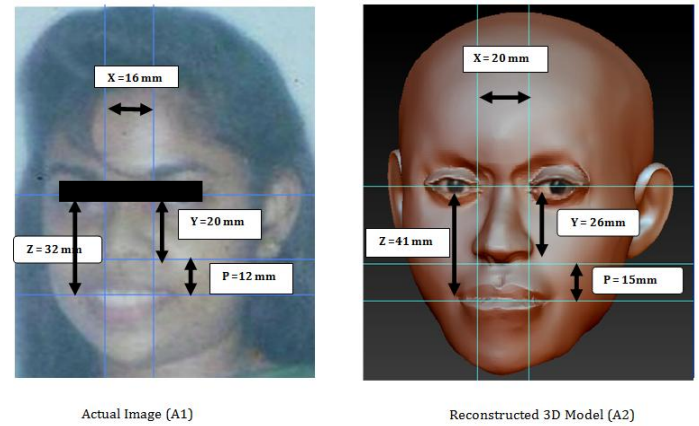 X =16 mm
X = 20 mm
Y =20 mm
Z = 32 mm
P =12 mm
Y = 26mm
Z =41 mm
P = 15mm
Actual Image (A1)
Reconstructed 3D Model (A2)